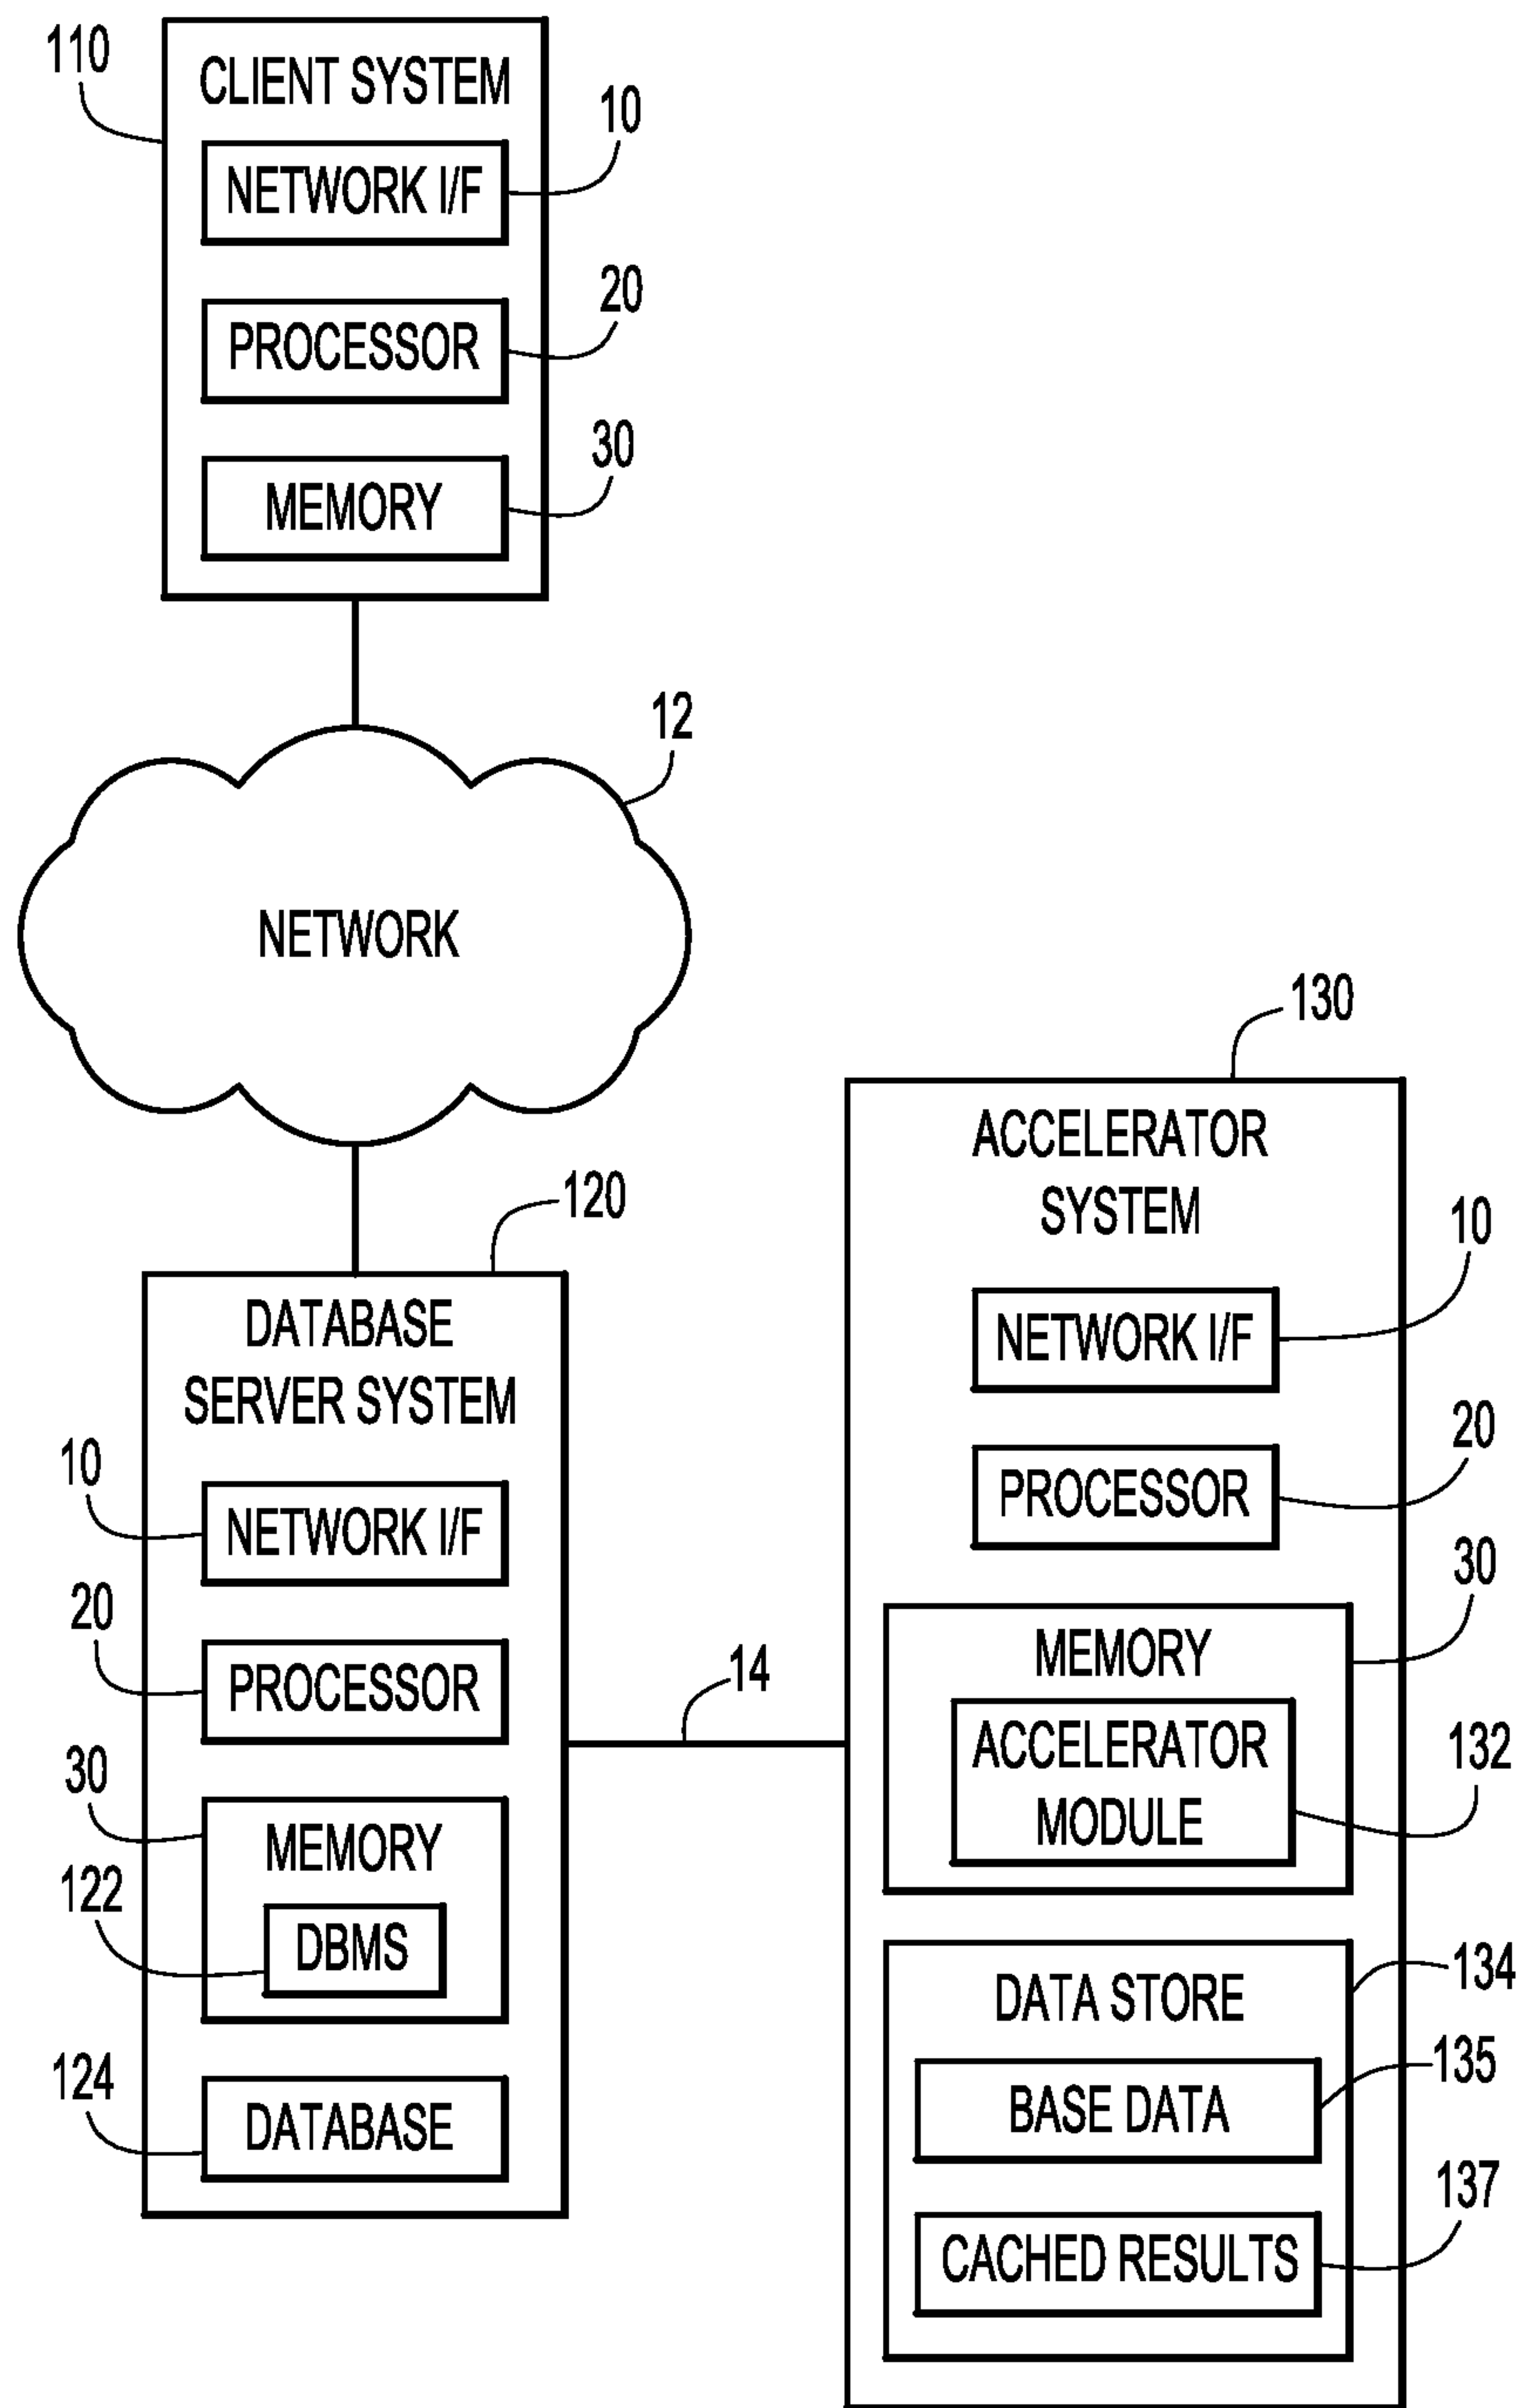 110
CLIENT SYSTEM
10
NETWORK I/F
20
PROCESSOR
30
MEMORY
12
NETWORK
120
DATABASE
SERVER SYSTEM
10
NETWORK I/F
20
PROCESSOR
30
MEMORY
122
DBMS
124
DATABASE
14
130
ACCELERATOR
SYSTEM
10
NETWORK I/F
20
PROCESSOR
30
MEMORY
ACCELERATOR
MODULE
132
134
DATA STORE
135
BASE DATA
137
CACHED RESULTS